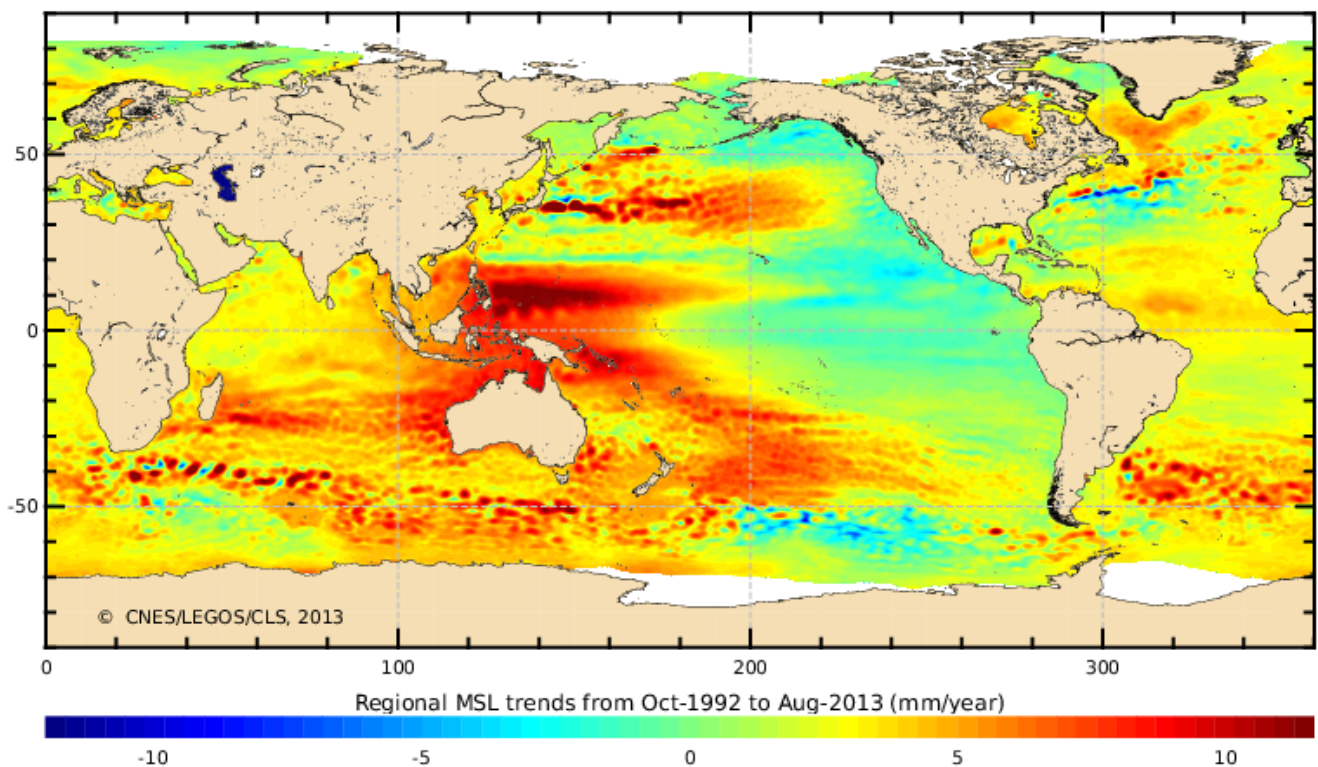 50
0
-50
© CNES/LEGOS/CLS, 2013
0 100 200 300
Regional MSL trends from Oct-1992 to Aug-2013 (mm/year)
-10 -5 0 5 10